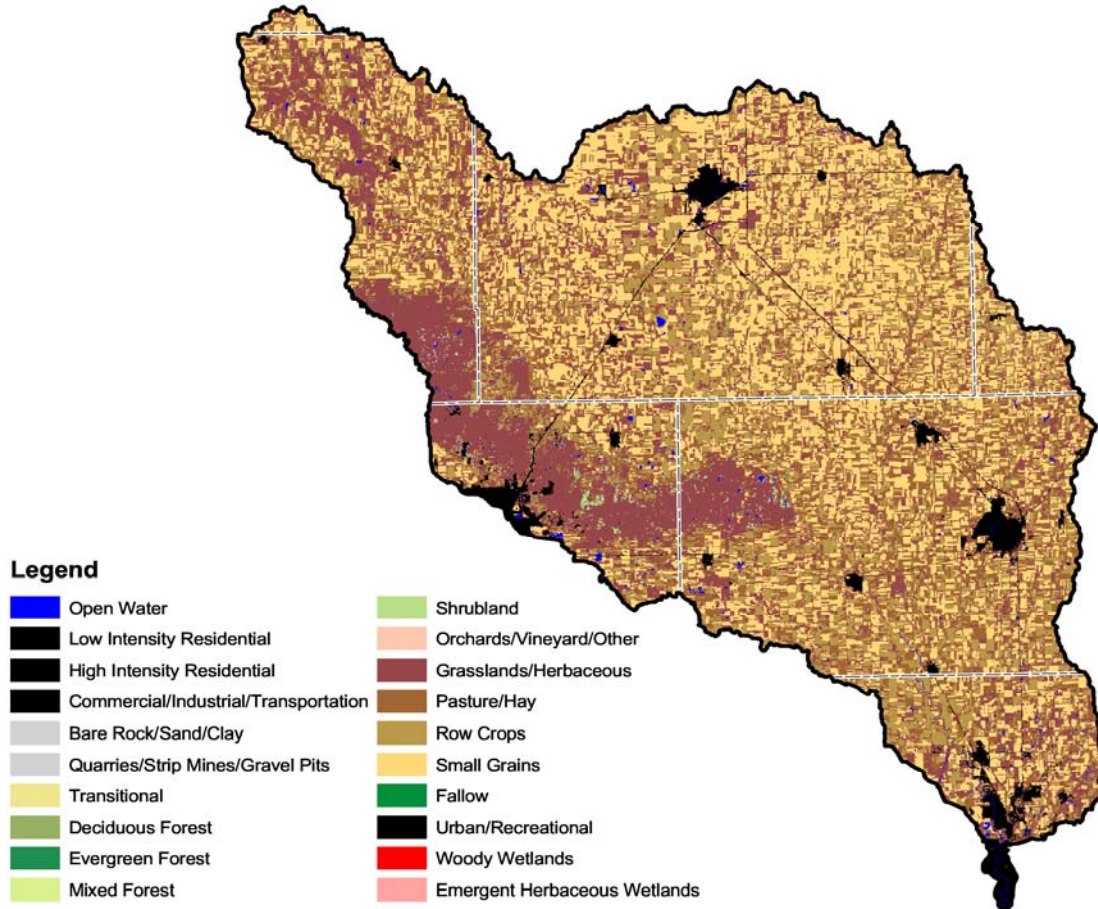 Legend
Open Water
Low Intensity Residential
High Intensity Residential
Commercial/Industrial/Transportation
Bare Rock/Sand/Clay
Quarries/Strip Mines/Gravel Pits
Transitional
Deciduous Forest
Evergreen Forest
Mixed Forest
Shrubland
Orchards/Vineyard/Other
Grasslands/Herbaceous
Pasture/Hay
Row Crops
Small Grains
Fallow
Urban/Recreational
Woody Wetlands
Emergent Herbaceous Wetlands